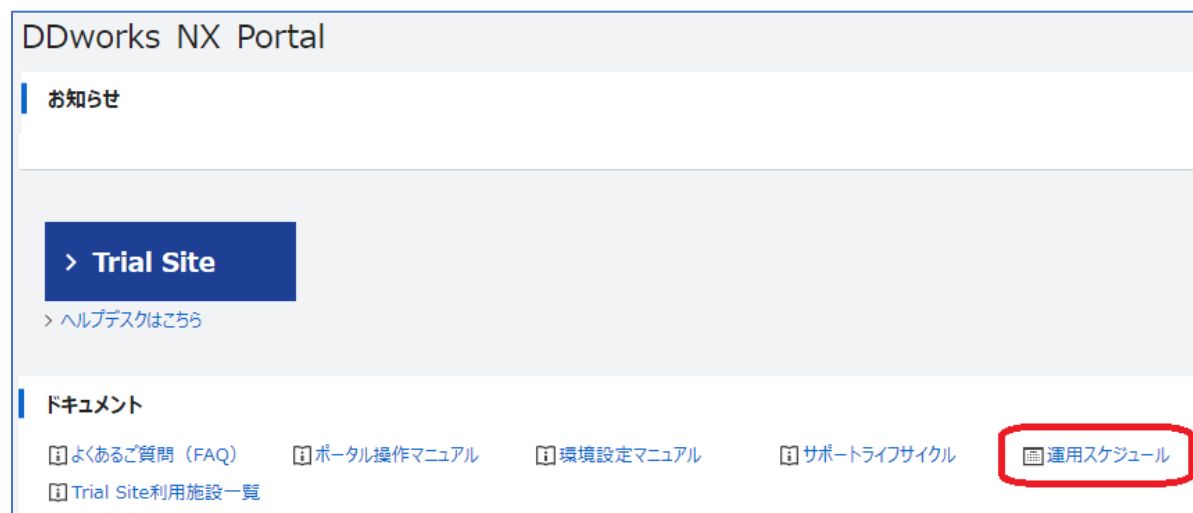 DDworks NX Portal
お知らせ
> Trial Site
> ヘルプデスクはこちら
ドキュメント
よくあるご質問（FAQ） ポータル操作マニュアル 環境設定マニュアル サポートライフサイクル 運用スケジュール
Trial Site利用施設一覧